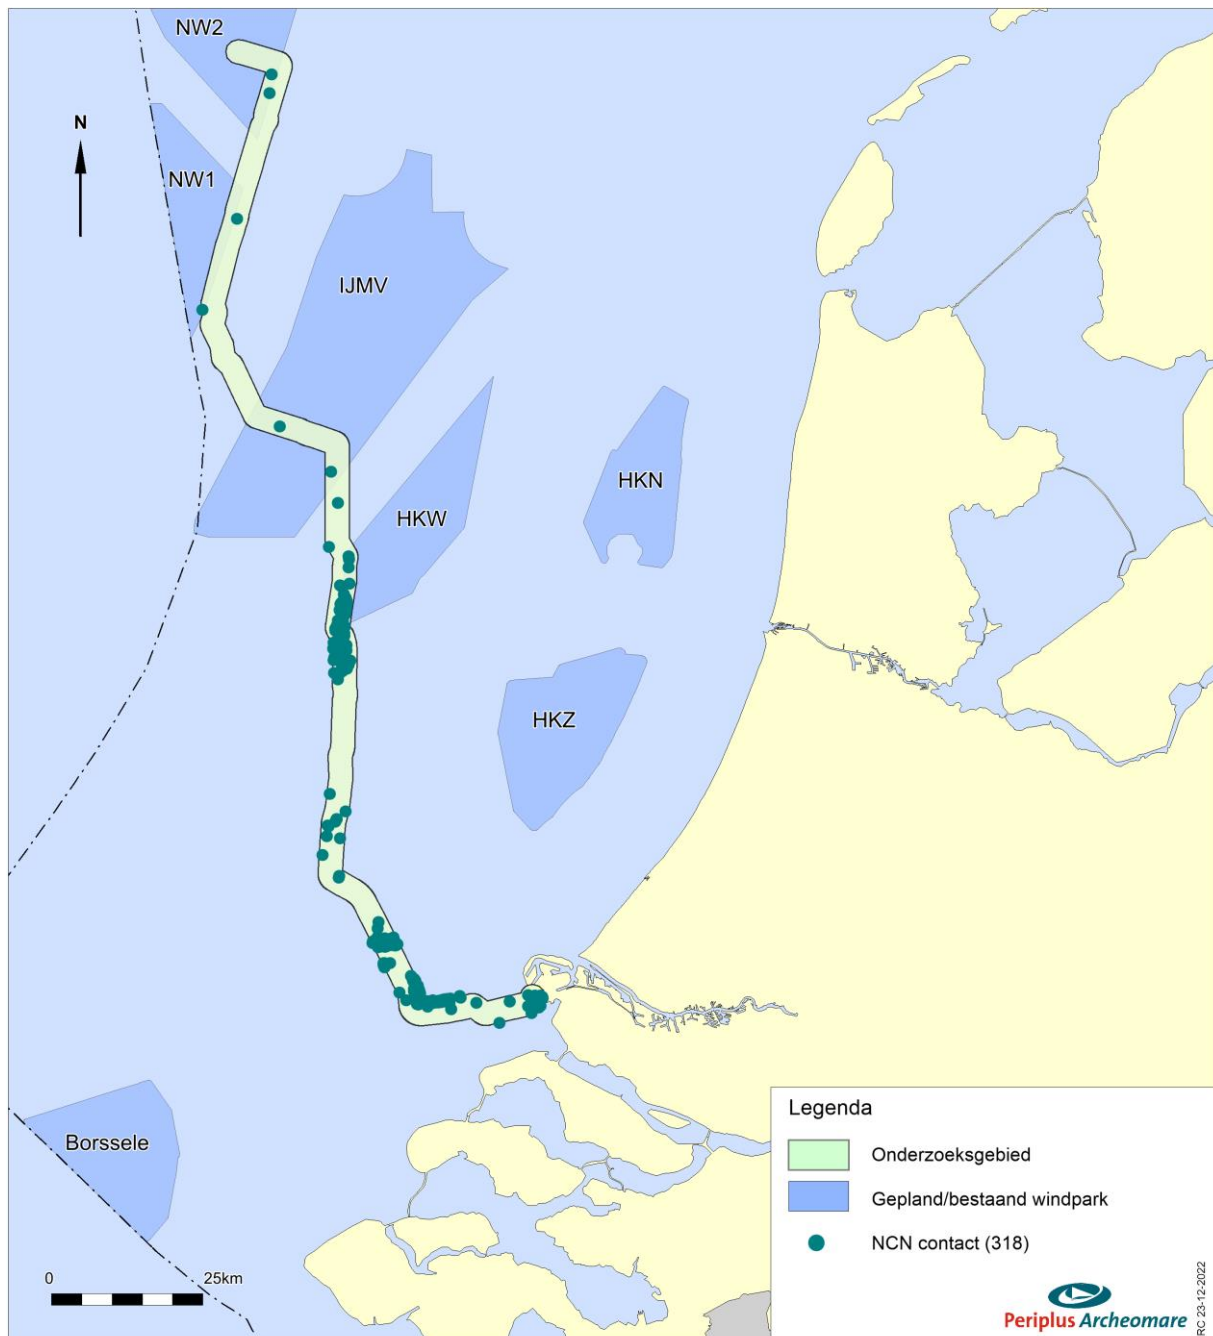 NW2
N
NW1
IJMV
HKN
HKW
HKZ
Borssele
Legenda
Onderzoeksgebied
Gepland/bestaand windpark
NCN contact (318)
0 25km
Periplus Archeomare
RC 23-12-2022